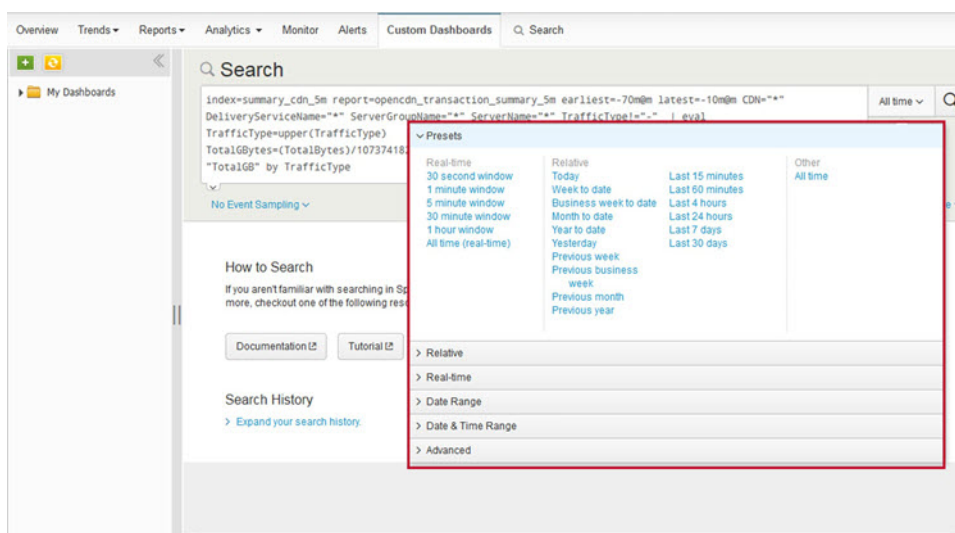 Overview Trends Reports Analytics Monitor Alerts Custom Dashboards Search
My Dashboards
Search
index=summary_cdn_5m report=opencdn_transaction_summary_5m earliest=-70m@m latest=-10m@m CDN="*"
DeliveryServiceName="*" ServerGroupName="*" ServerName="*" TrafficType!="-" | eval
TrafficType=upper(TrafficType)
TotalGBytes=(TotalBytes)/107374182
"TotalGB" by TrafficType
All time
No Event Sampling
How to Search
If you aren't familiar with searching in Sp
more, checkout one of the following reso
Documentation
Tutorial
Search History
> Expand your search history.
Presets
Real-time
30 second window
1 minute window
5 minute window
30 minute window
1 hour window
All time (real-time)
Relative
Today
Week to date
Business week to date
Month to date
Year to date
Yesterday
Previous week
Previous business
week
Previous month
Previous year
Last 15 minutes
Last 60 minutes
Last 4 hours
Last 24 hours
Last 7 days
Last 30 days
Other
All time
> Relative
> Real-time
> Date Range
> Date & Time Range
> Advanced